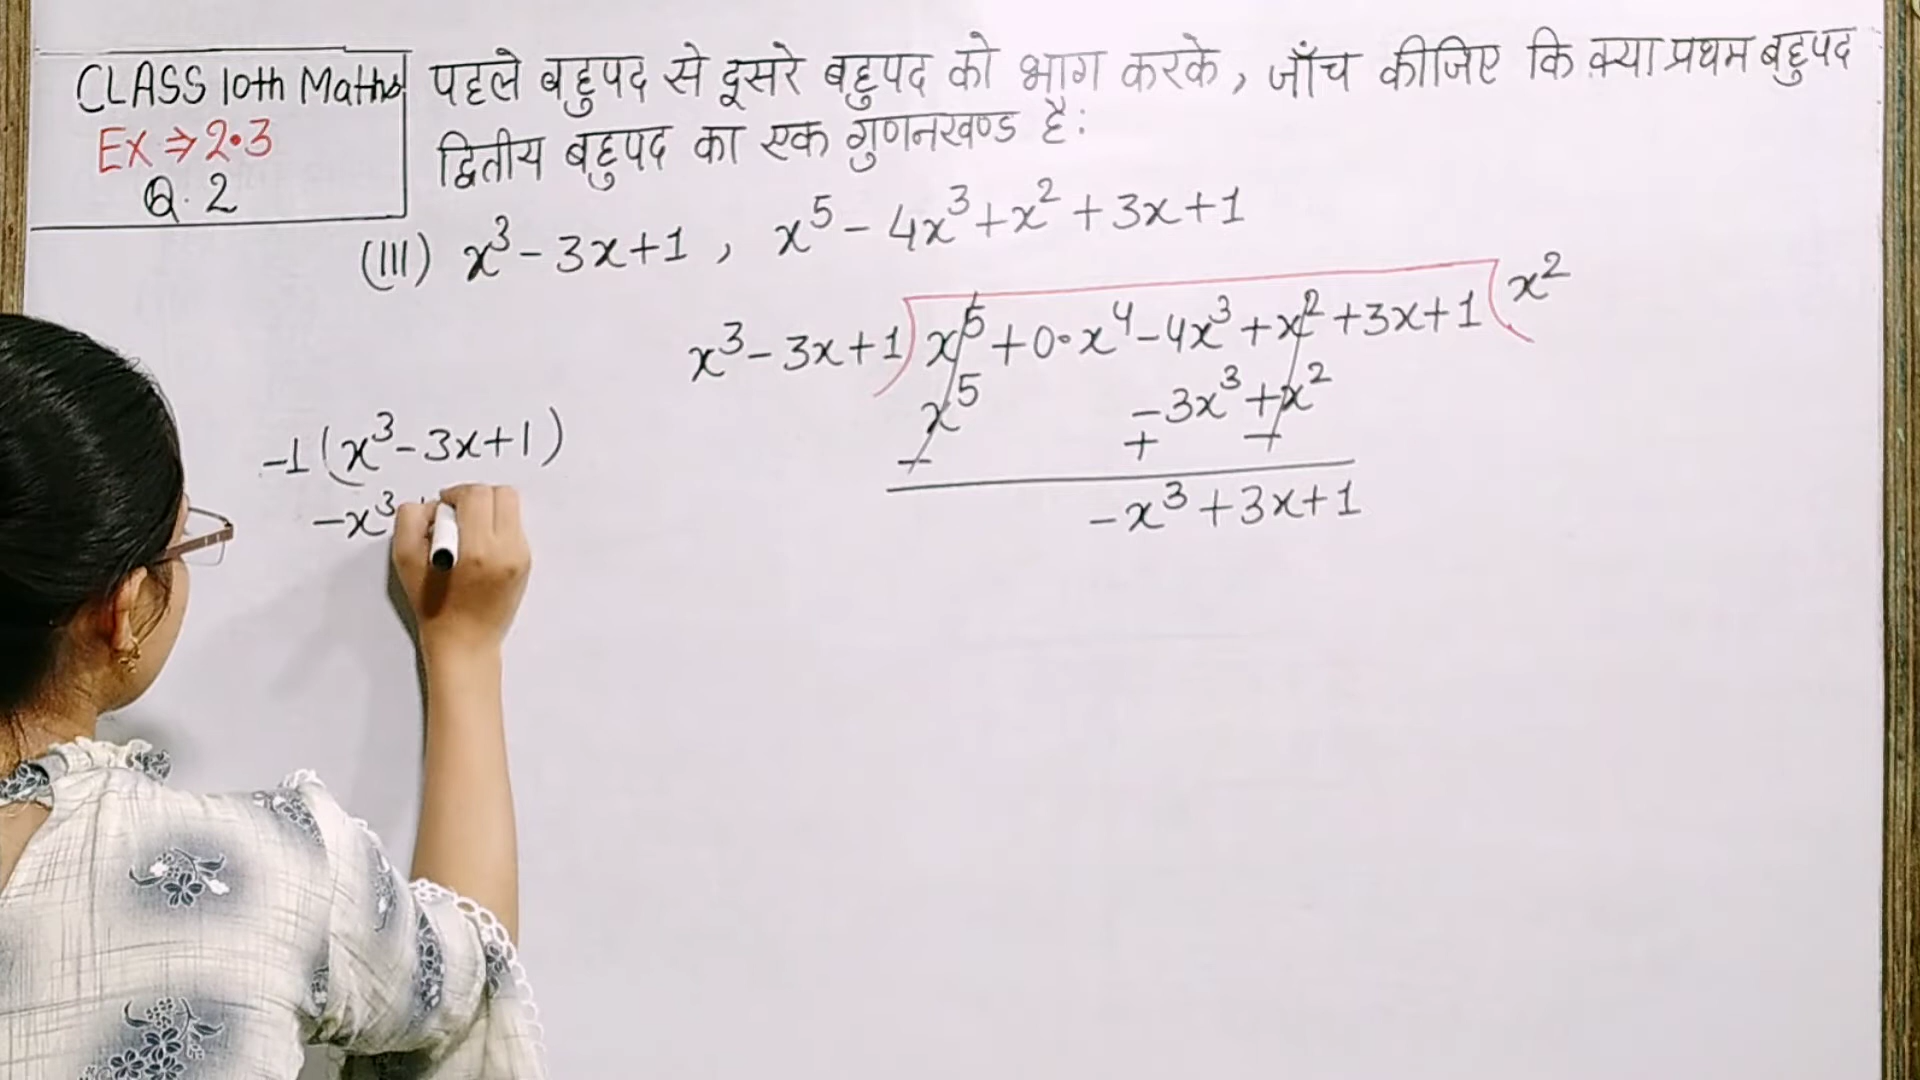 CLASS 10th Maths
Ex ⇒ 2.3
Q. 2
पहले बहुपद से दूसरे बहुपद को भाग करके, जाँच कीजिए कि क्या प्रथम बहुपद
द्वितीय बहुपद का एक गुणनखण्ड है:
(III) x³ - 3x + 1 , x⁵ - 4x³ + x² + 3x + 1
x³ - 3x + 1 ) x⁵ + 0·x⁴ - 4x³ + x² + 3x + 1 ( x²
x⁵ - 3x³ + x²
- + -
- x³ + 3x + 1
-1 (x³ - 3x + 1)
- x³